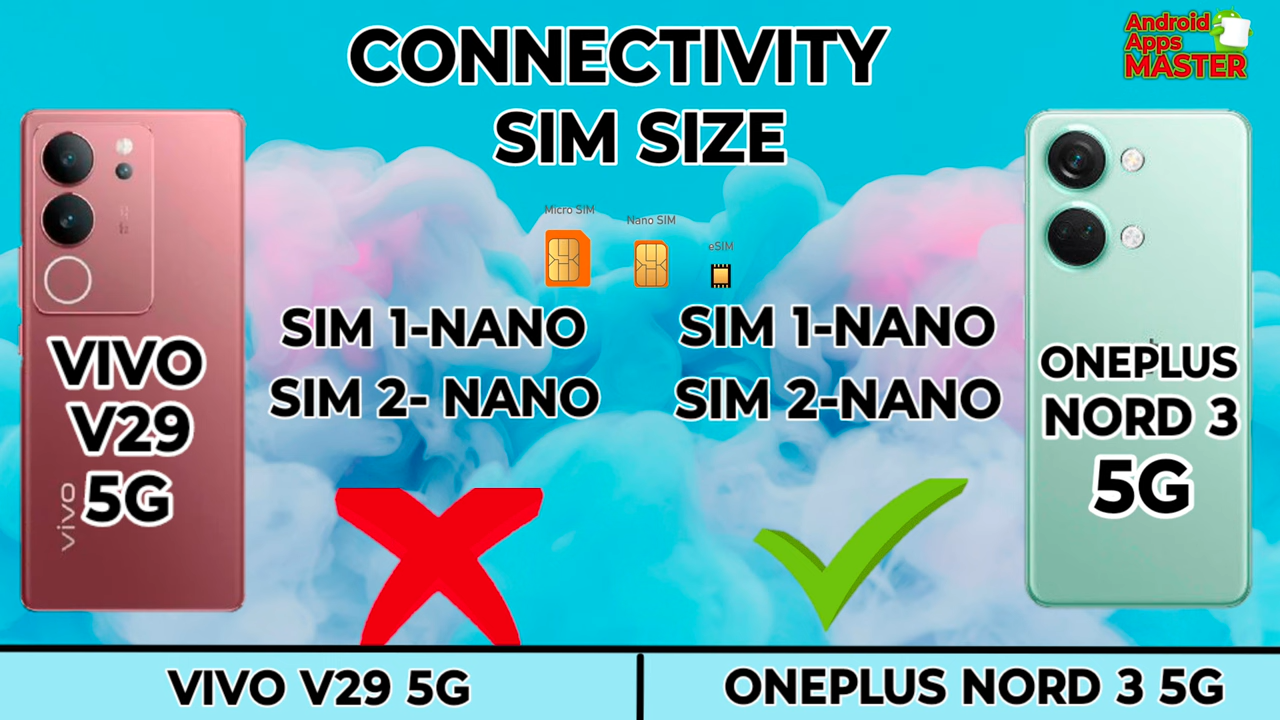 CONNECTIVITY
SIM SIZE
Android
Apps
MASTER
Micro SIM
Nano SIM
eSIM
SIM 1-NANO
SIM 2- NANO
SIM 1-NANO
SIM 2-NANO
VIVO
V29
5G
vivo
ONEPLUS
NORD 3
5G
VIVO V29 5G
ONEPLUS NORD 3 5G